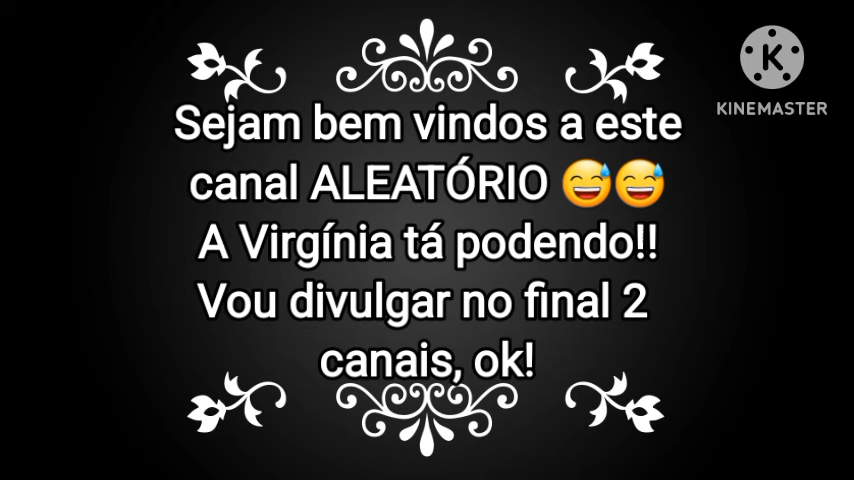 KINEMASTER
Sejam bem vindos a este
canal ALEATÓRIO 😅😅
A Virgínia tá podendo!!
Vou divulgar no final 2
canais, ok!